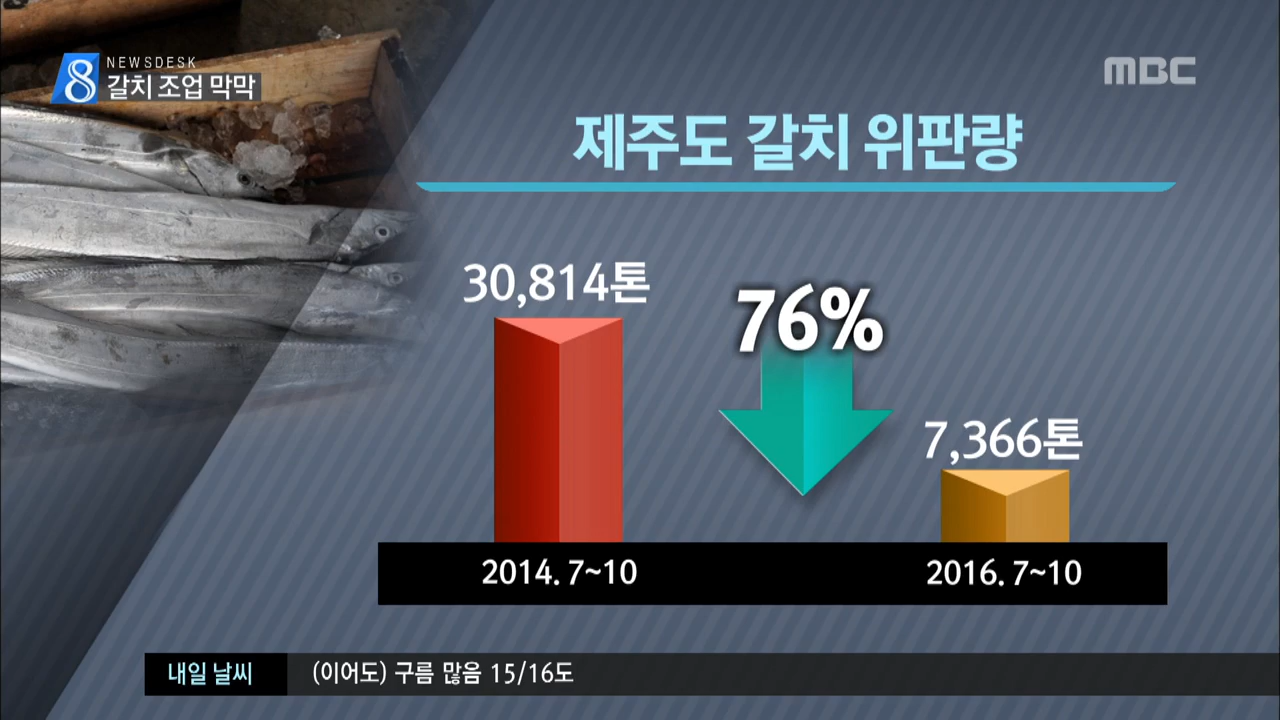 8 NEWSDESK
갈치 조업 막막
MBC
제주도 갈치 위판량
30,814톤
76%
7,366톤
2014. 7~10
2016. 7~10
내일 날씨 (이어도) 구름 많음 15/16도